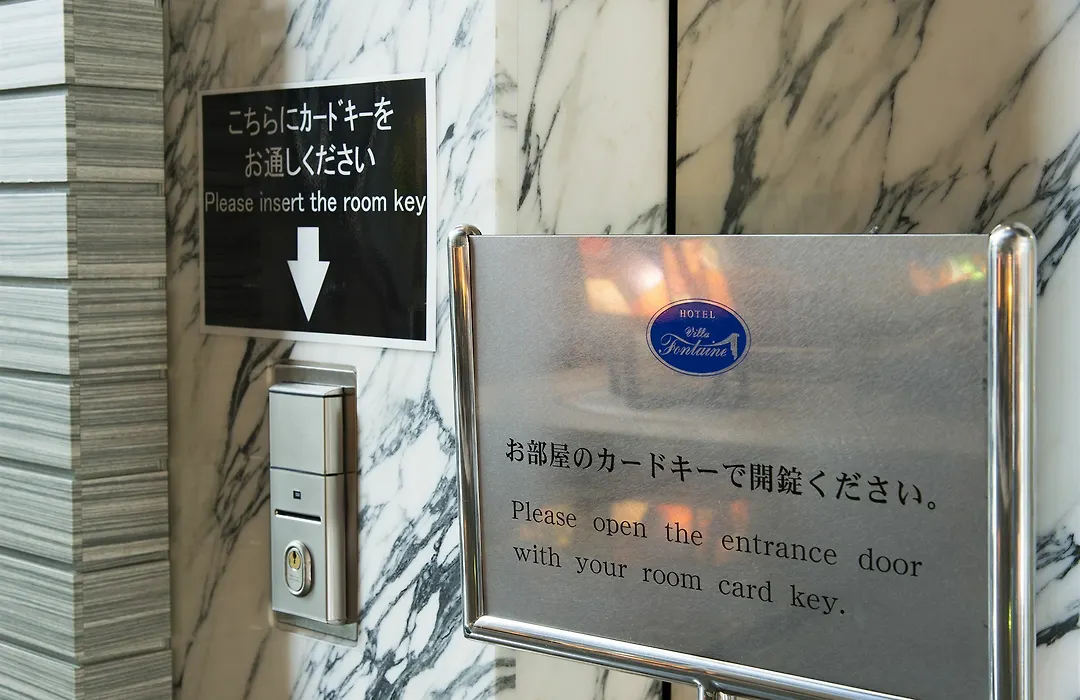 こちらにカードキーを
お通しください
Please insert the room key
HOTEL
Villa
Fontaine
お部屋のカードキーで開錠ください。
Please open the entrance door
with your room card key.